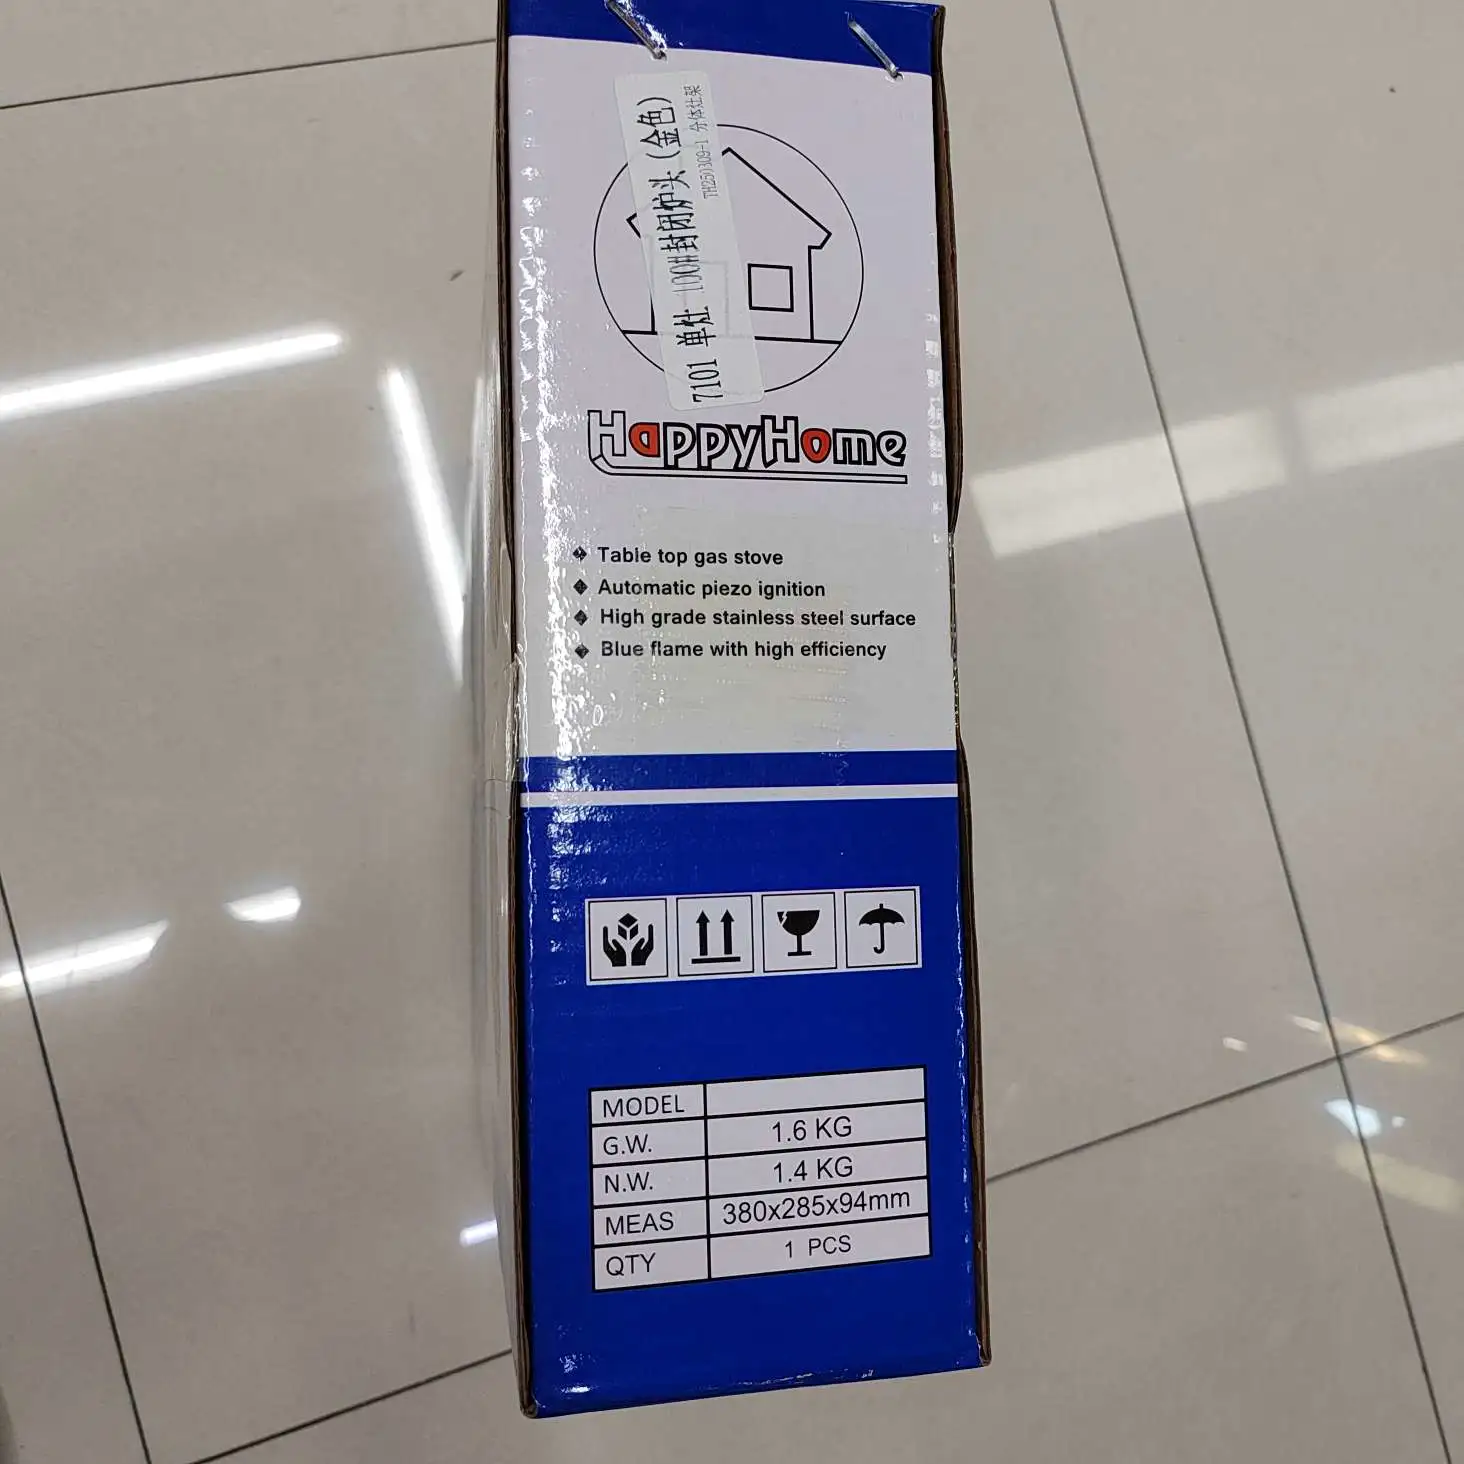 7101 单灶 100#封闭炉头 (金色)
TH250309-1 分体灶架
HappyHome
Table top gas stove
Automatic piezo ignition
High grade stainless steel surface
Blue flame with high efficiency
MODEL
G.W. 1.6 KG
N.W. 1.4 KG
MEAS 380x285x94mm
QTY 1 PCS